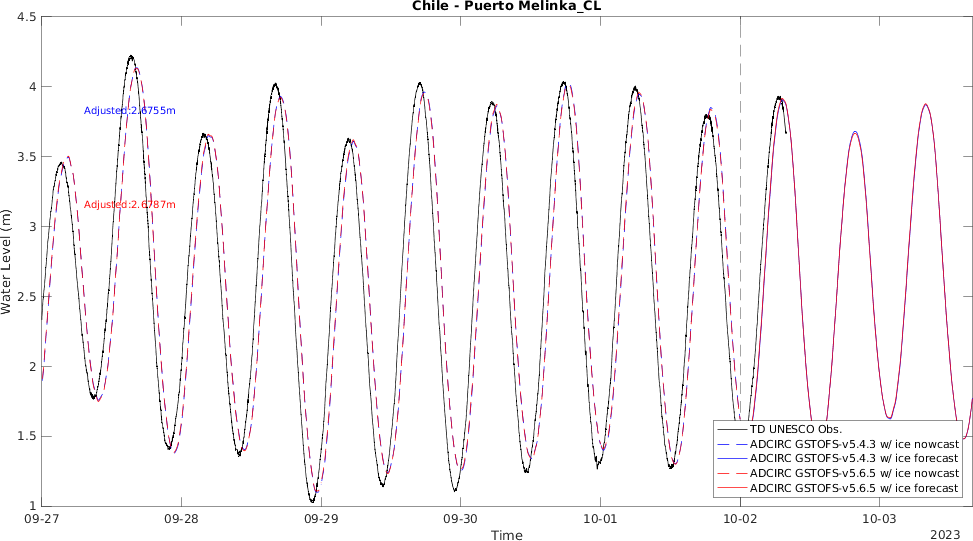 Chile - Puerto Melinka_CL
4.5
4
3.5
3
2.5
2
1.5
1
Water Level (m)
Adjusted:2.6755m
Adjusted:2.6787m
TD UNESCO Obs.
ADCIRC GSTOFS-v5.4.3 w/ ice nowcast
ADCIRC GSTOFS-v5.4.3 w/ ice forecast
ADCIRC GSTOFS-v5.6.5 w/ ice nowcast
ADCIRC GSTOFS-v5.6.5 w/ ice forecast
09-27 09-28 09-29 09-30 10-01 10-02 10-03
Time
2023